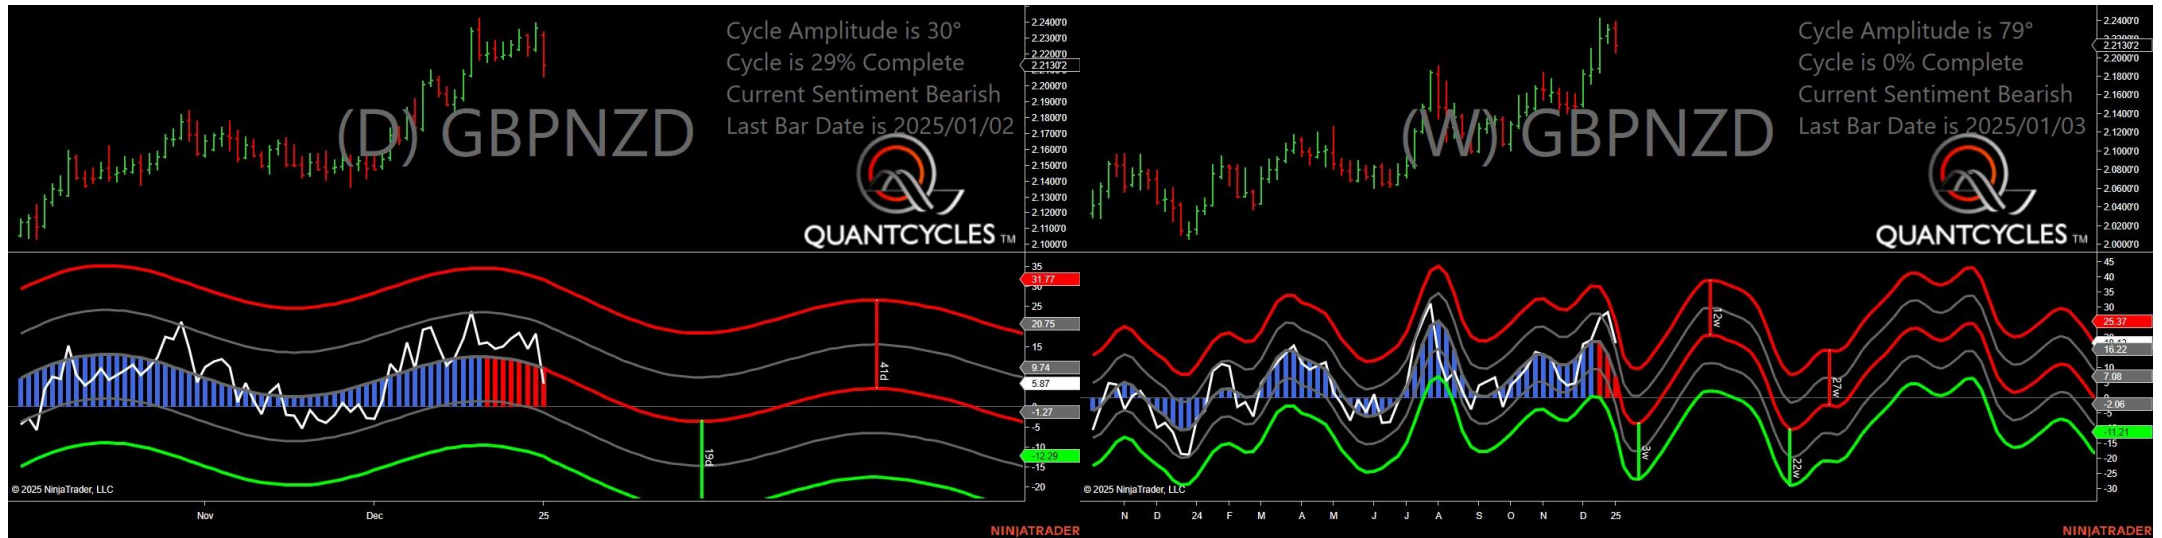 Cycle Amplitude is 30°
Cycle is 29% Complete
Current Sentiment Bearish
Last Bar Date is 2025/01/02
(D) GBPNZD
QUANTCYCLES TM
2.2400'0
2.2300'0
2.2200'0
2.2130'2
2.1900'0
2.1800'0
2.1700'0
2.1600'0
2.1500'0
2.1400'0
2.1300'0
2.1200'0
2.1100'0
2.1000'0
35
31.77
30
25
20.75
15
9.74
5.87
0
-1.27
-5
-10
-12.29
-15
-20
41d
19d
© 2025 NinjaTrader, LLC
Nov
Dec
25
NINJATRADER
Cycle Amplitude is 79°
Cycle is 0% Complete
Current Sentiment Bearish
Last Bar Date is 2025/01/03
(W) GBPNZD
QUANTCYCLES TM
2.2400'0
2.2130'2
2.2000'0
2.1800'0
2.1600'0
2.1400'0
2.1200'0
2.1000'0
2.0800'0
2.0600'0
2.0400'0
2.0200'0
2.0000'0
45
40
35
30
25.37
16.22
10
7.08
-2.06
-5
-11.21
-15
-20
-25
-30
12w
27w
3w
22w
© 2025 NinjaTrader, LLC
N
D
24
F
M
A
M
J
J
A
S
O
N
D
25
NINJATRADER